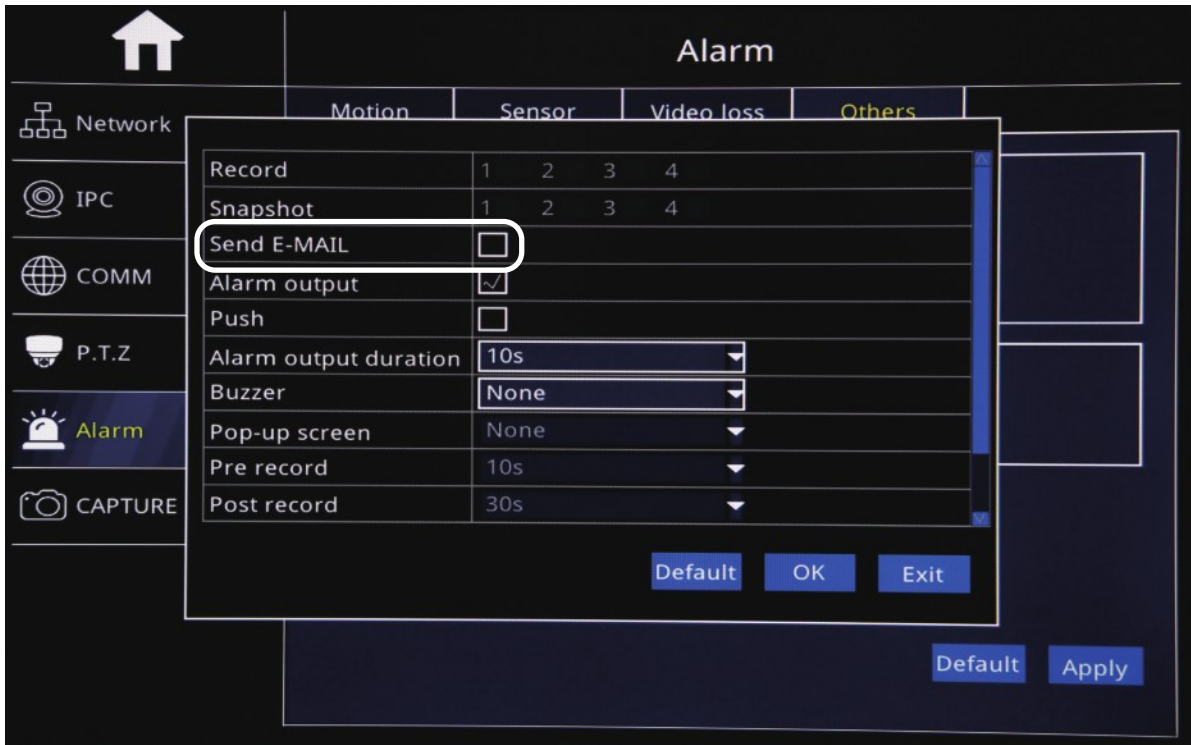 Alarm
Network
IPC
COMM
P.T.Z
Alarm
CAPTURE
Motion Sensor Video loss Others
Record 1 2 3 4
Snapshot 1 2 3 4
Send E-MAIL
Alarm output
Push
Alarm output duration 10s
Buzzer None
Pop-up screen None
Pre record 10s
Post record 30s
Default OK Exit
Default Apply